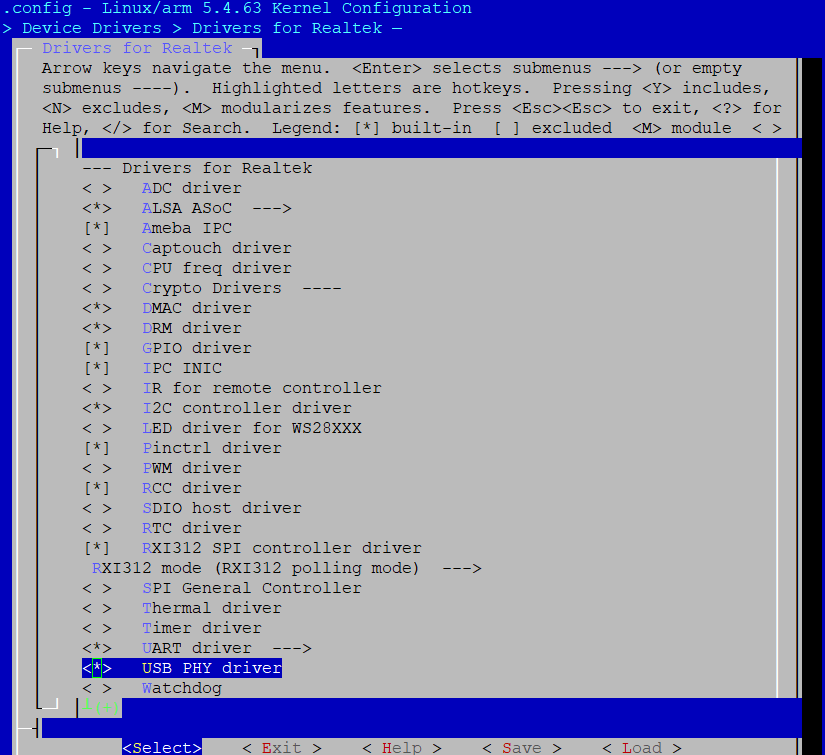 .config - Linux/arm 5.4.63 Kernel Configuration
> Device Drivers > Drivers for Realtek
Drivers for Realtek
Arrow keys navigate the menu.  <Enter> selects submenus ---> (or empty
submenus ----).  Highlighted letters are hotkeys.  Pressing <Y> includes,
<N> excludes, <M> modularizes features.  Press <Esc><Esc> to exit, <?> for
Help, </> for Search.  Legend: [*] built-in  [ ] excluded  <M> module  < >
--- Drivers for Realtek
< >   ADC driver
<*>   ALSA ASoC  --->
[*]   Ameba IPC
< >   Captouch driver
< >   CPU freq driver
< >   Crypto Drivers  ----
<*>   DMAC driver
<*>   DRM driver
[*]   GPIO driver
[*]   IPC INIC
< >   IR for remote controller
<*>   I2C controller driver
< >   LED driver for WS28XXX
[*]   Pinctrl driver
< >   PWM driver
[*]   RCC driver
< >   SDIO host driver
< >   RTC driver
[*]   RXI312 SPI controller driver
RXI312 mode (RXI312 polling mode)  --->
< >   SPI General Controller
< >   Thermal driver
< >   Timer driver
<*>   UART driver  --->
<*>   USB PHY driver
< >   Watchdog
<Select>    < Exit >    < Help >    < Save >    < Load >